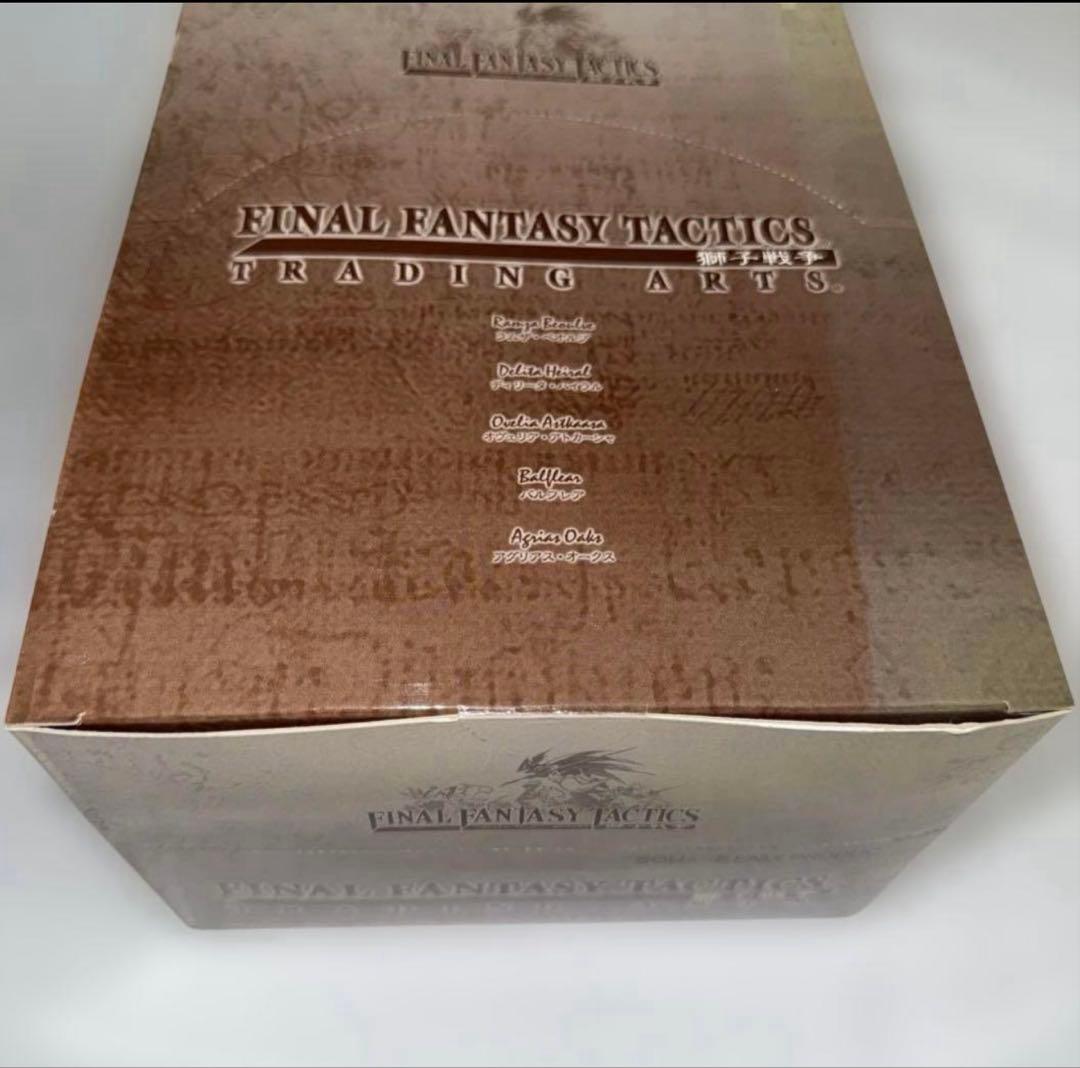 FINAL FANTASY TACTICS
FINAL FANTASY TACTICS
獅子戦争
TRADING ARTS
Ramza Beoulve
ラムザ・ベオルブ
Delita Heiral
ディリータ・ハイラル
Ovelia Atkascha
オヴェリア・アトカーシャ
Balflear
バルフレア
Agrias Oaks
アグリアス・オークス
FINAL FANTASY TACTICS
FINAL FANTASY TACTICS